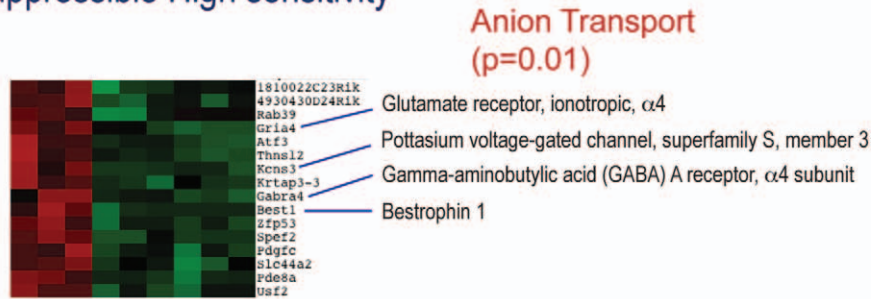 High sensitivity
Anion Transport
(p=0.01)
1810022C23Rik
4930430D24Rik
Rab39
Gria4
Atf3
Thnsl2
Kcns3
Krtap3-3
Gabra4
Best1
Zfp53
Spef2
Pdgfc
Slc44a2
Pde8a
Usf2
Glutamate receptor, ionotropic, α4
Pottasium voltage-gated channel, superfamily S, member 3
Gamma-aminobutylic acid (GABA) A receptor, α4 subunit
Bestrophin 1